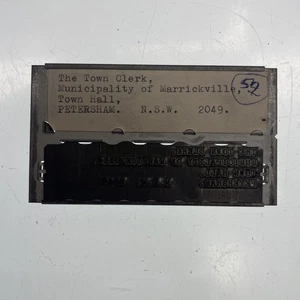 The Town Clerk,
Municipality of Marrickville,
Town Hall,
PETERSHAM. N.S.W. 2049.
52